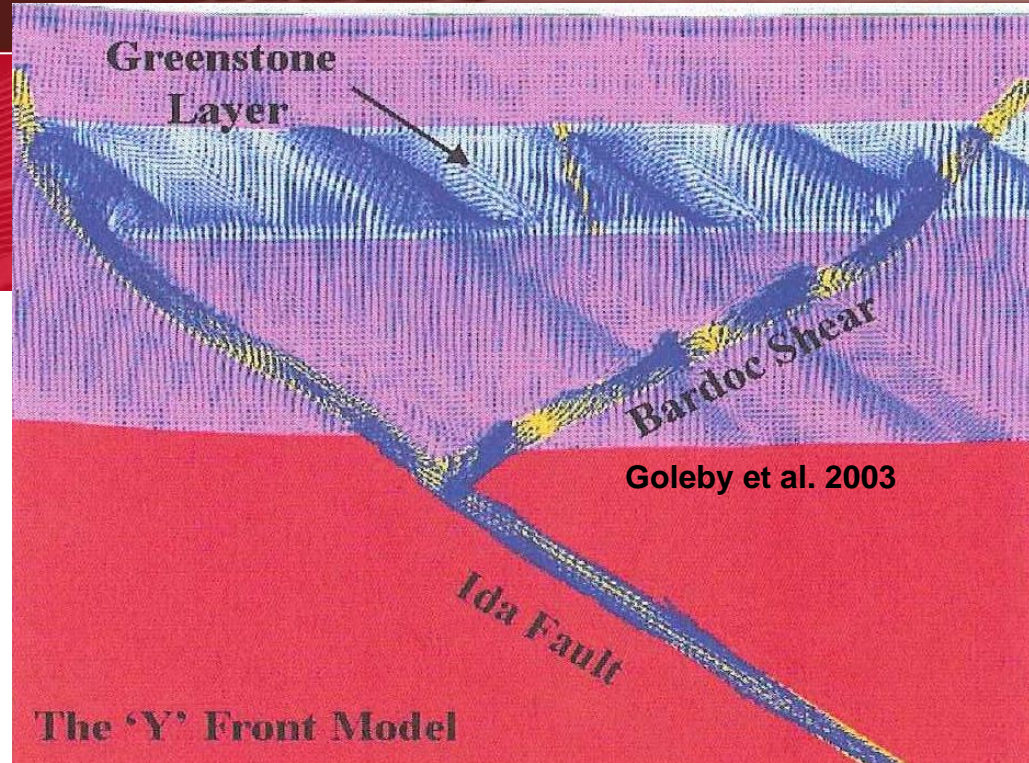 Greenstone
Layer
Bardoc Shear
Goleby et al. 2003
Ida Fault
The ‘Y’ Front Model